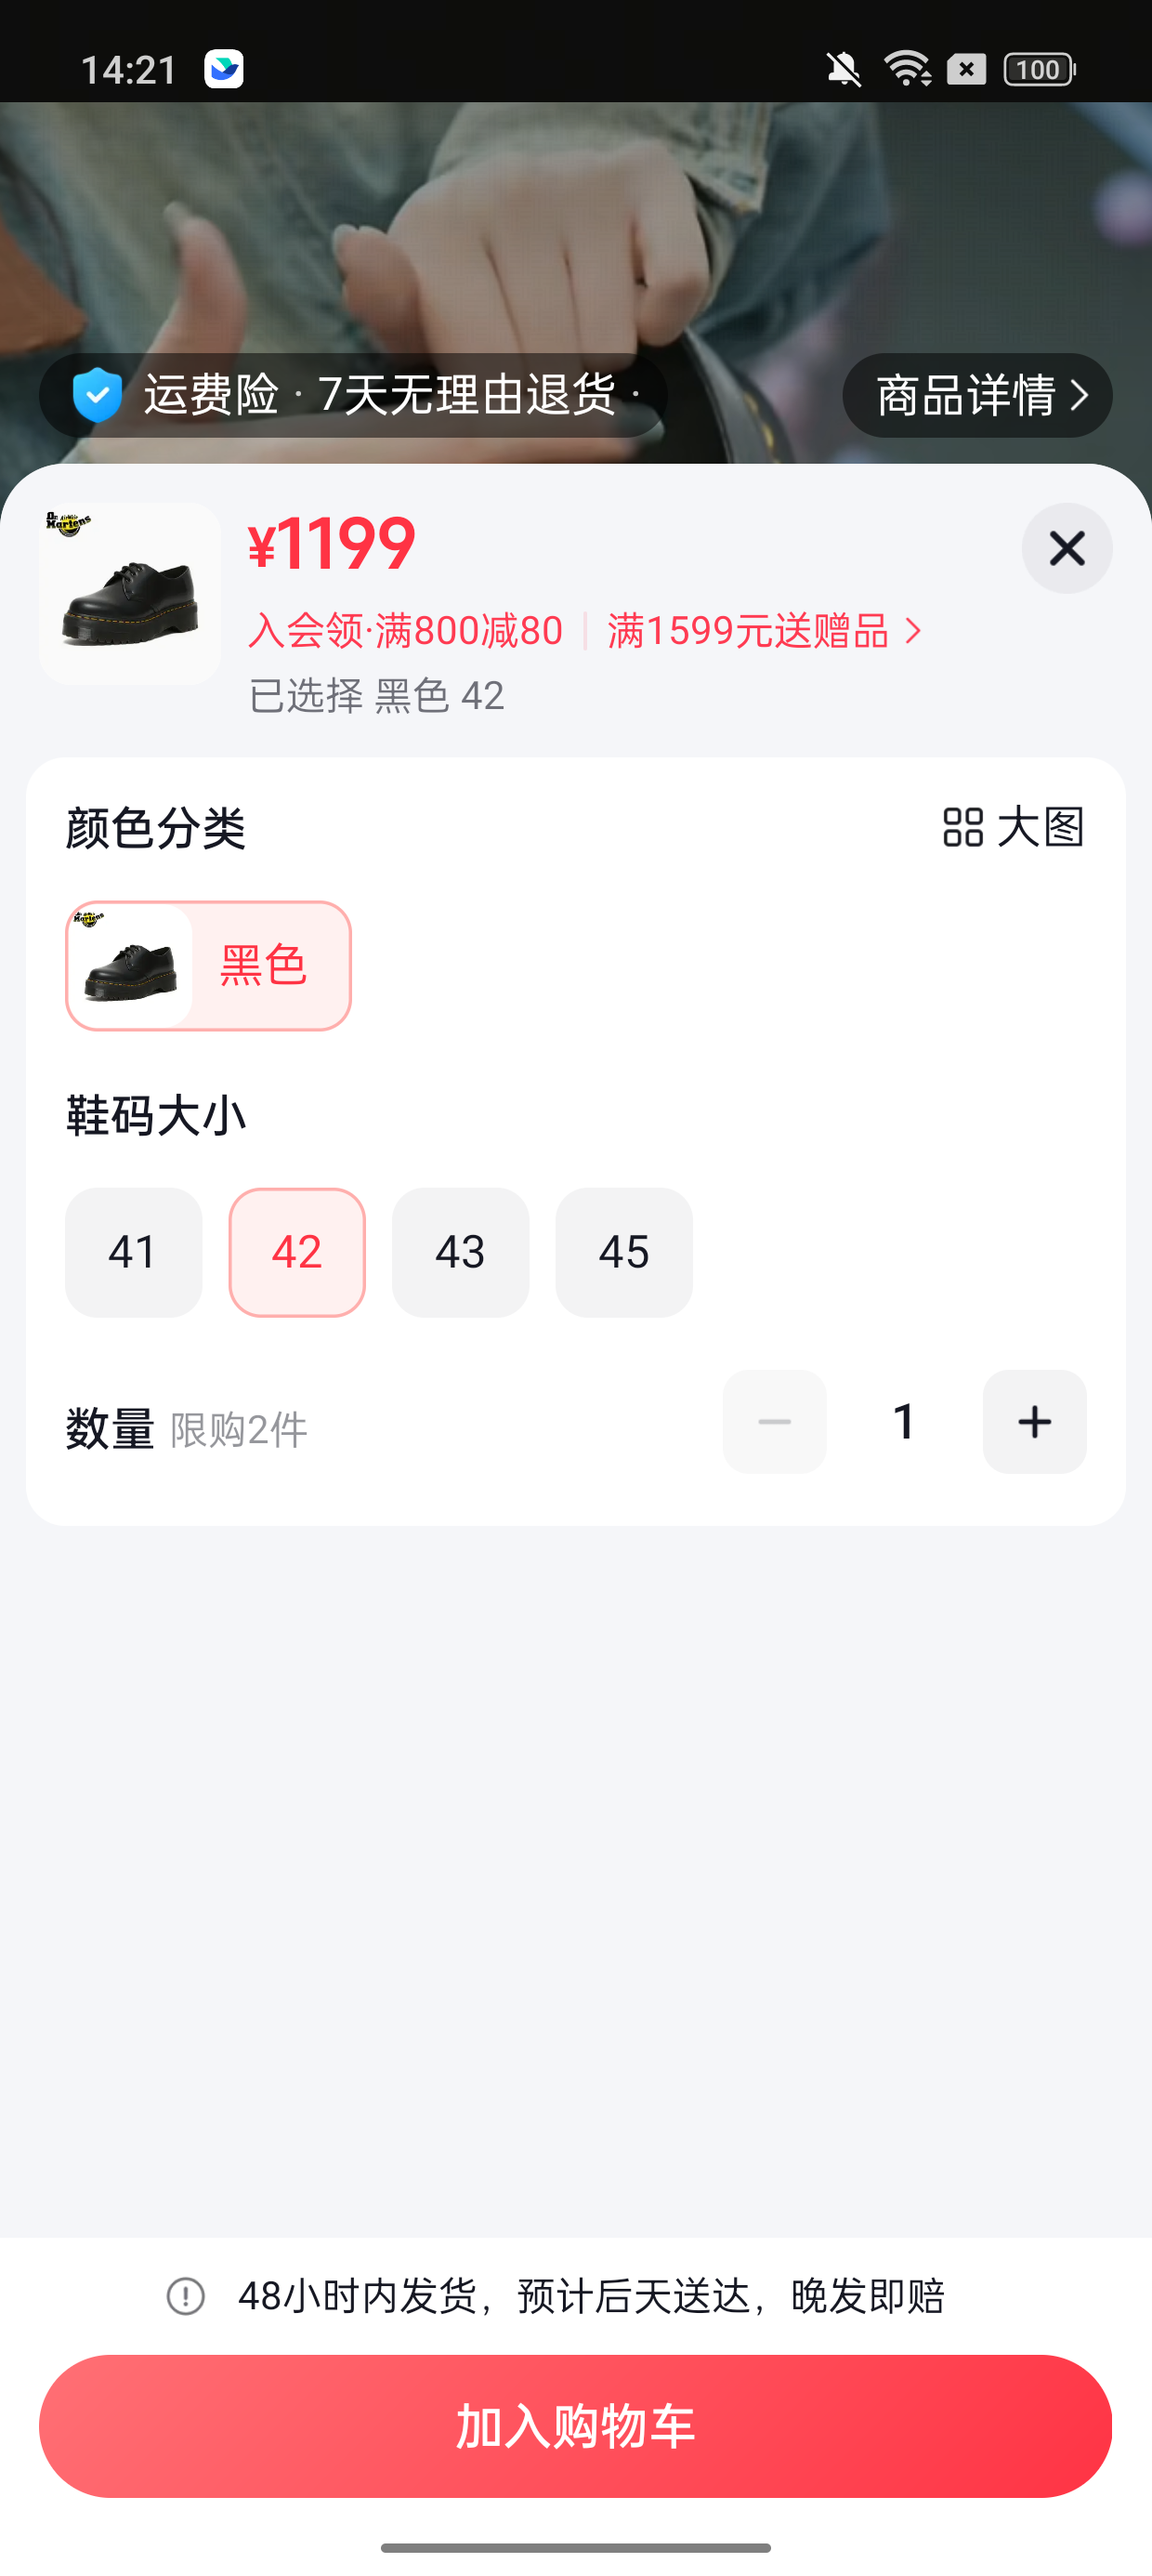 14:21
100
运费险 · 7天无理由退货 ·
商品详情
Dr. Martens
¥1199
入会领·满800减80 | 满1599元送赠品
已选择 黑色 42
颜色分类
大图
Martens
黑色
鞋码大小
41 42 43 45
数量 限购2件
1
48小时内发货，预计后天送达，晚发即赔
加入购物车